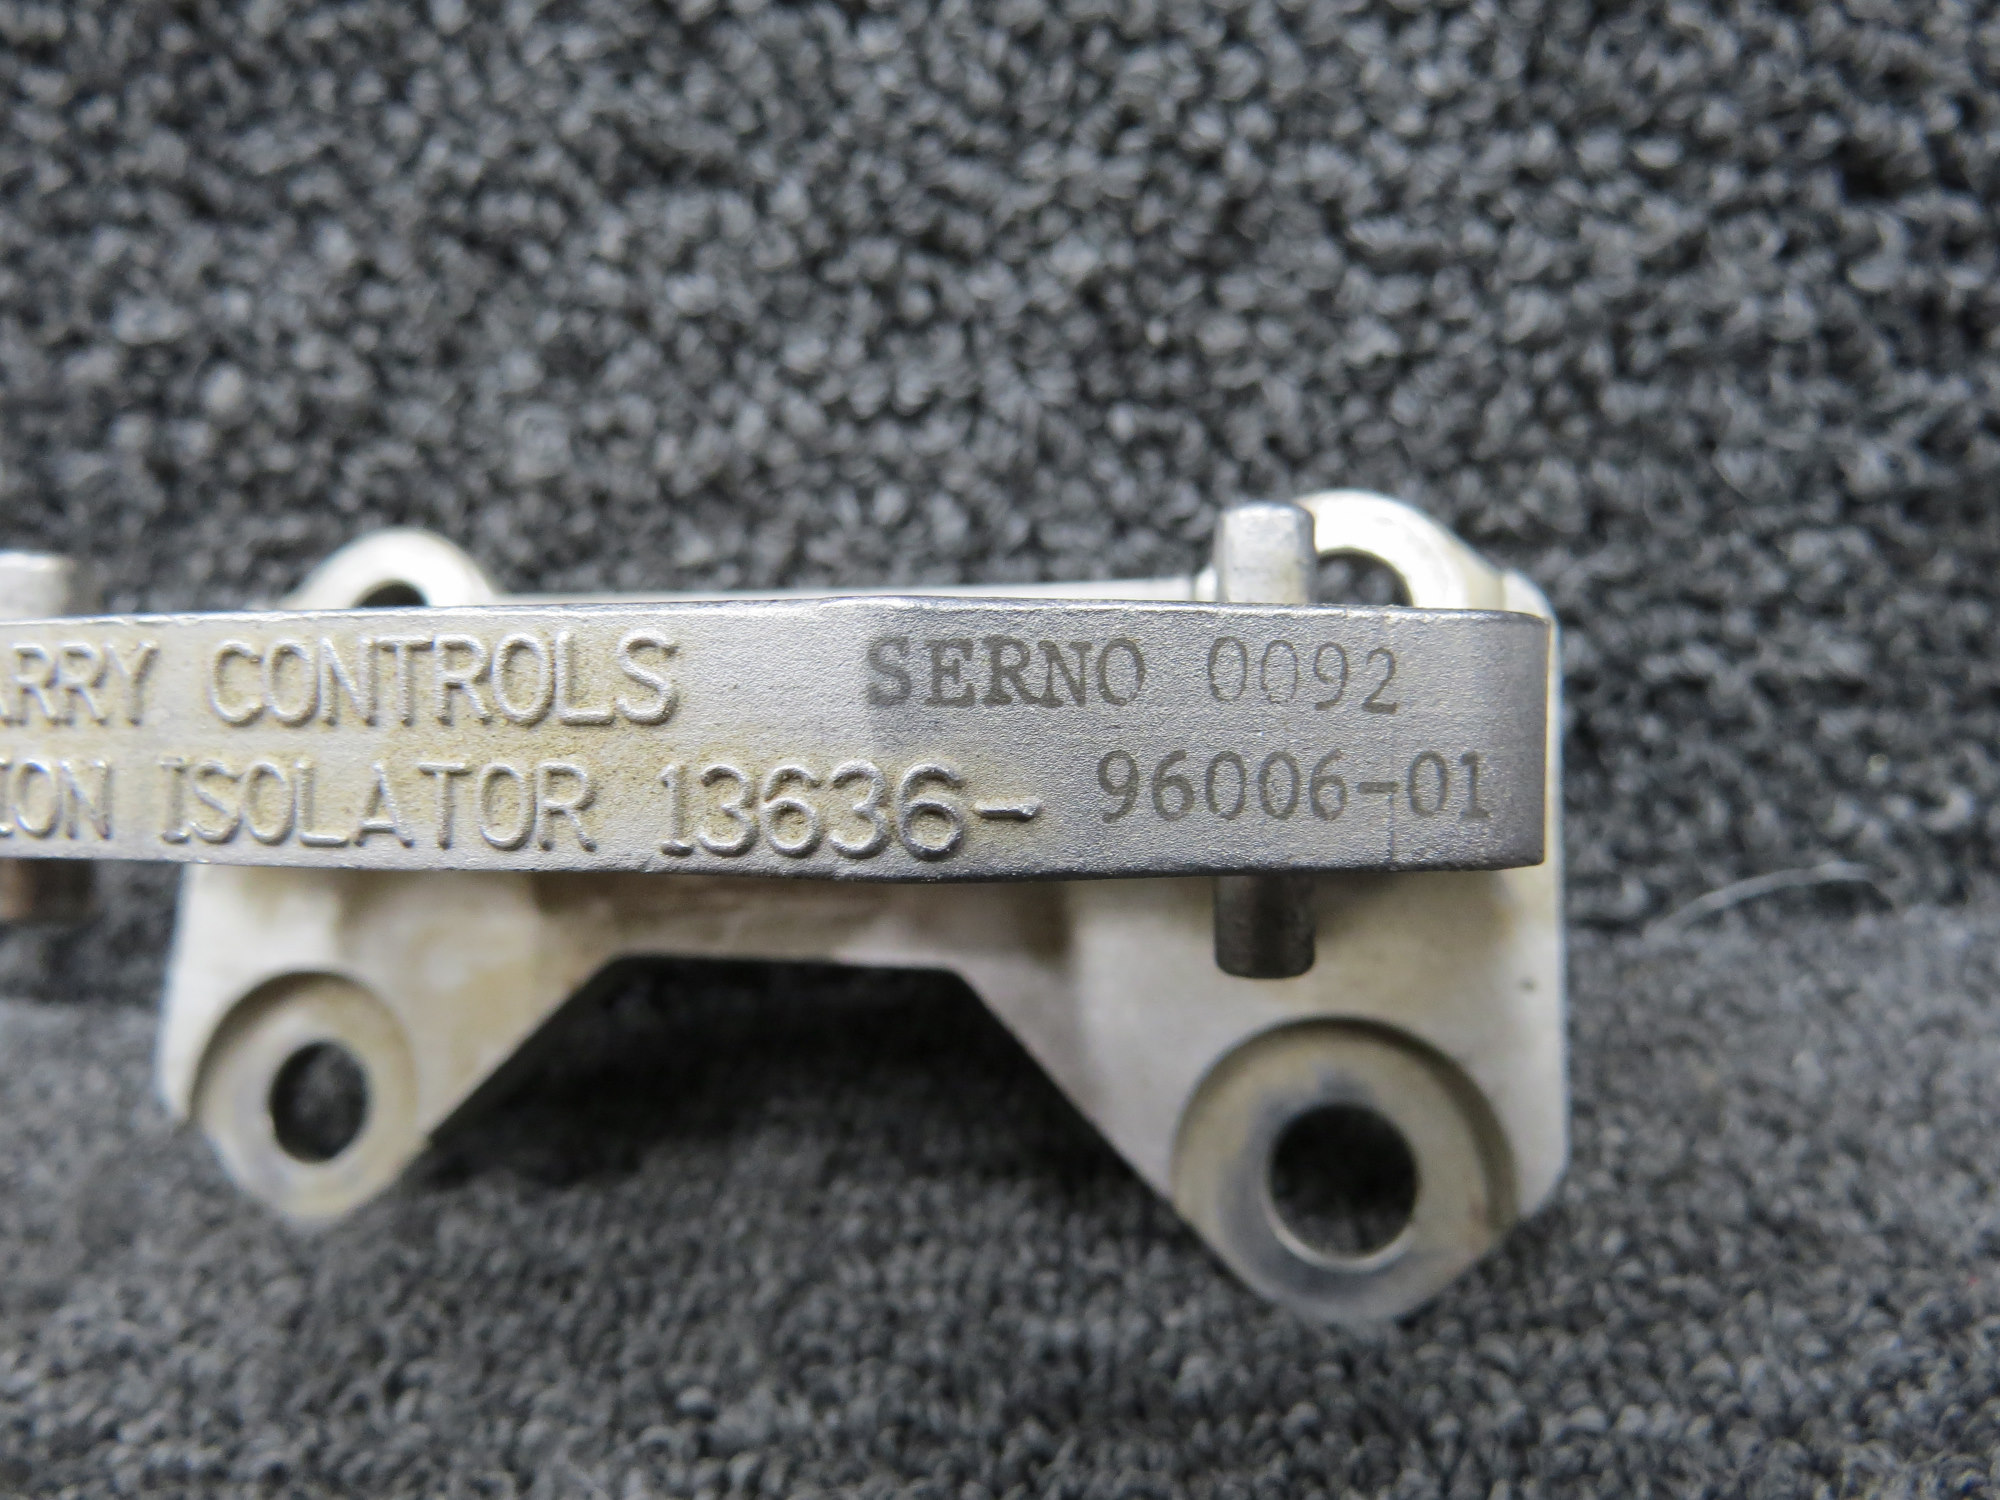 ARRY CONTROLS SERNO 0092
ION ISOLATOR 13636- 96006-01